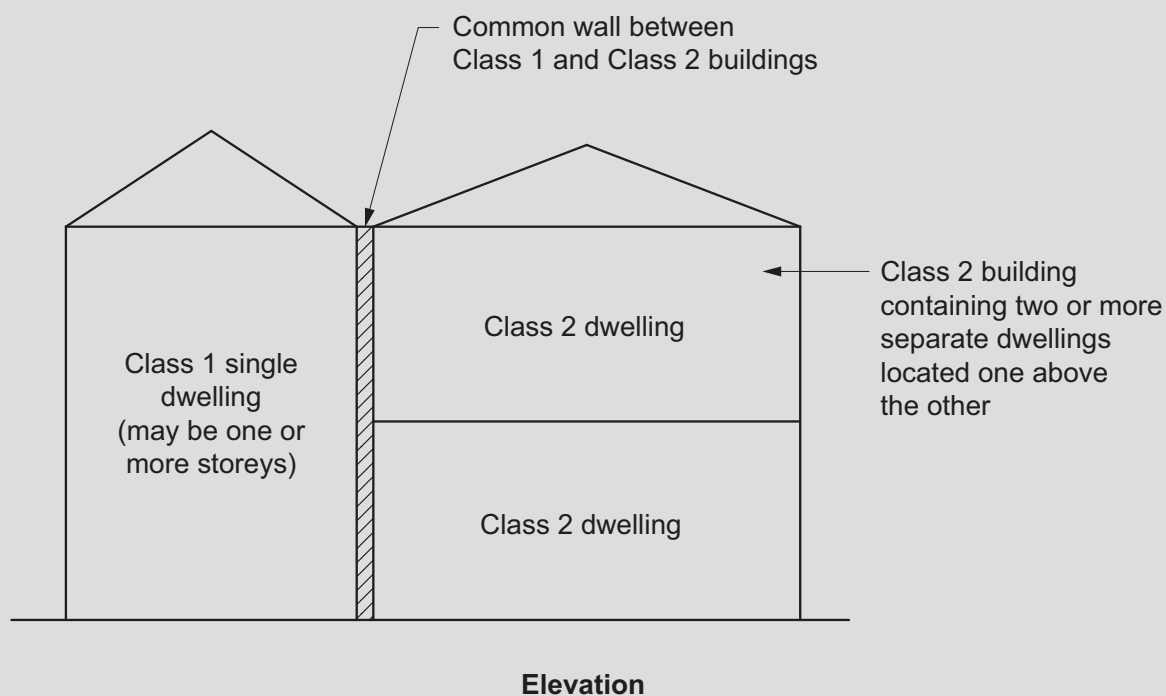 Common wall between
Class 1 and Class 2 buildings
Class 2 building
containing two or more
separate dwellings
located one above
the other
Class 2 dwelling
Class 1 single
dwelling
(may be one or
more storeys)
Class 2 dwelling
Elevation